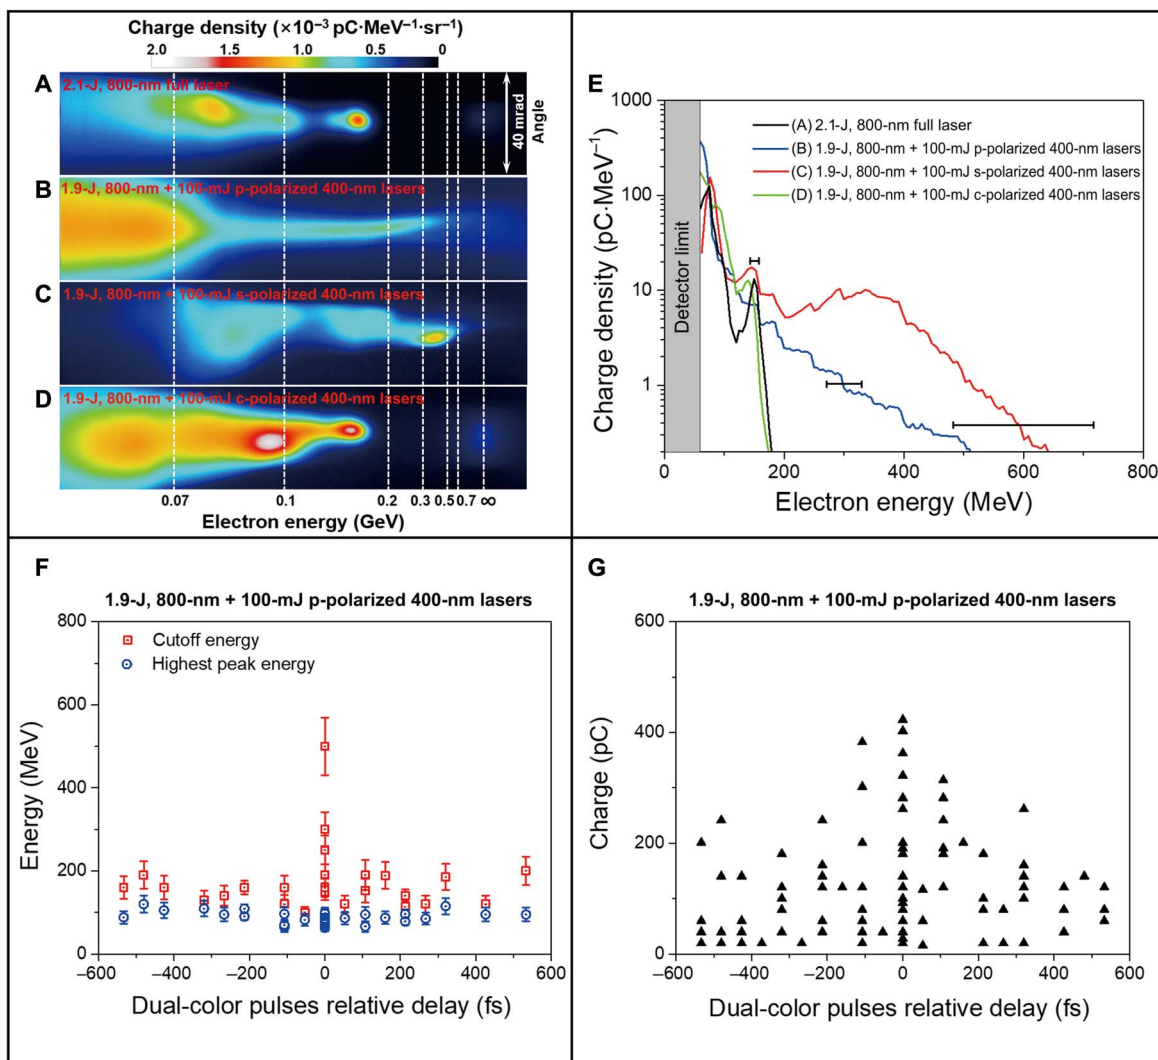 Charge density (×10⁻³ pC·MeV⁻¹·sr⁻¹)
2.0 1.5 1.0 0.5 0
A
2.1-J, 800-nm full laser
40 mrad
Angle
B
1.9-J, 800-nm + 100-mJ p-polarized 400-nm lasers
C
1.9-J, 800-nm + 100-mJ s-polarized 400-nm lasers
D
1.9-J, 800-nm + 100-mJ c-polarized 400-nm lasers
0.07 0.1 0.2 0.3 0.5 0.7 ∞
Electron energy (GeV)
E
Charge density (pC·MeV⁻¹)
1000
100
10
1
Detector limit
(A) 2.1-J, 800-nm full laser
(B) 1.9-J, 800-nm + 100-mJ p-polarized 400-nm lasers
(C) 1.9-J, 800-nm + 100-mJ s-polarized 400-nm lasers
(D) 1.9-J, 800-nm + 100-mJ c-polarized 400-nm lasers
0 200 400 600 800
Electron energy (MeV)
F
1.9-J, 800-nm + 100-mJ p-polarized 400-nm lasers
Energy (MeV)
800
600
400
200
0
Cutoff energy
Highest peak energy
−600 −400 −200 0 200 400 600
Dual-color pulses relative delay (fs)
G
1.9-J, 800-nm + 100-mJ p-polarized 400-nm lasers
Charge (pC)
600
400
200
0
−600 −400 −200 0 200 400 600
Dual-color pulses relative delay (fs)